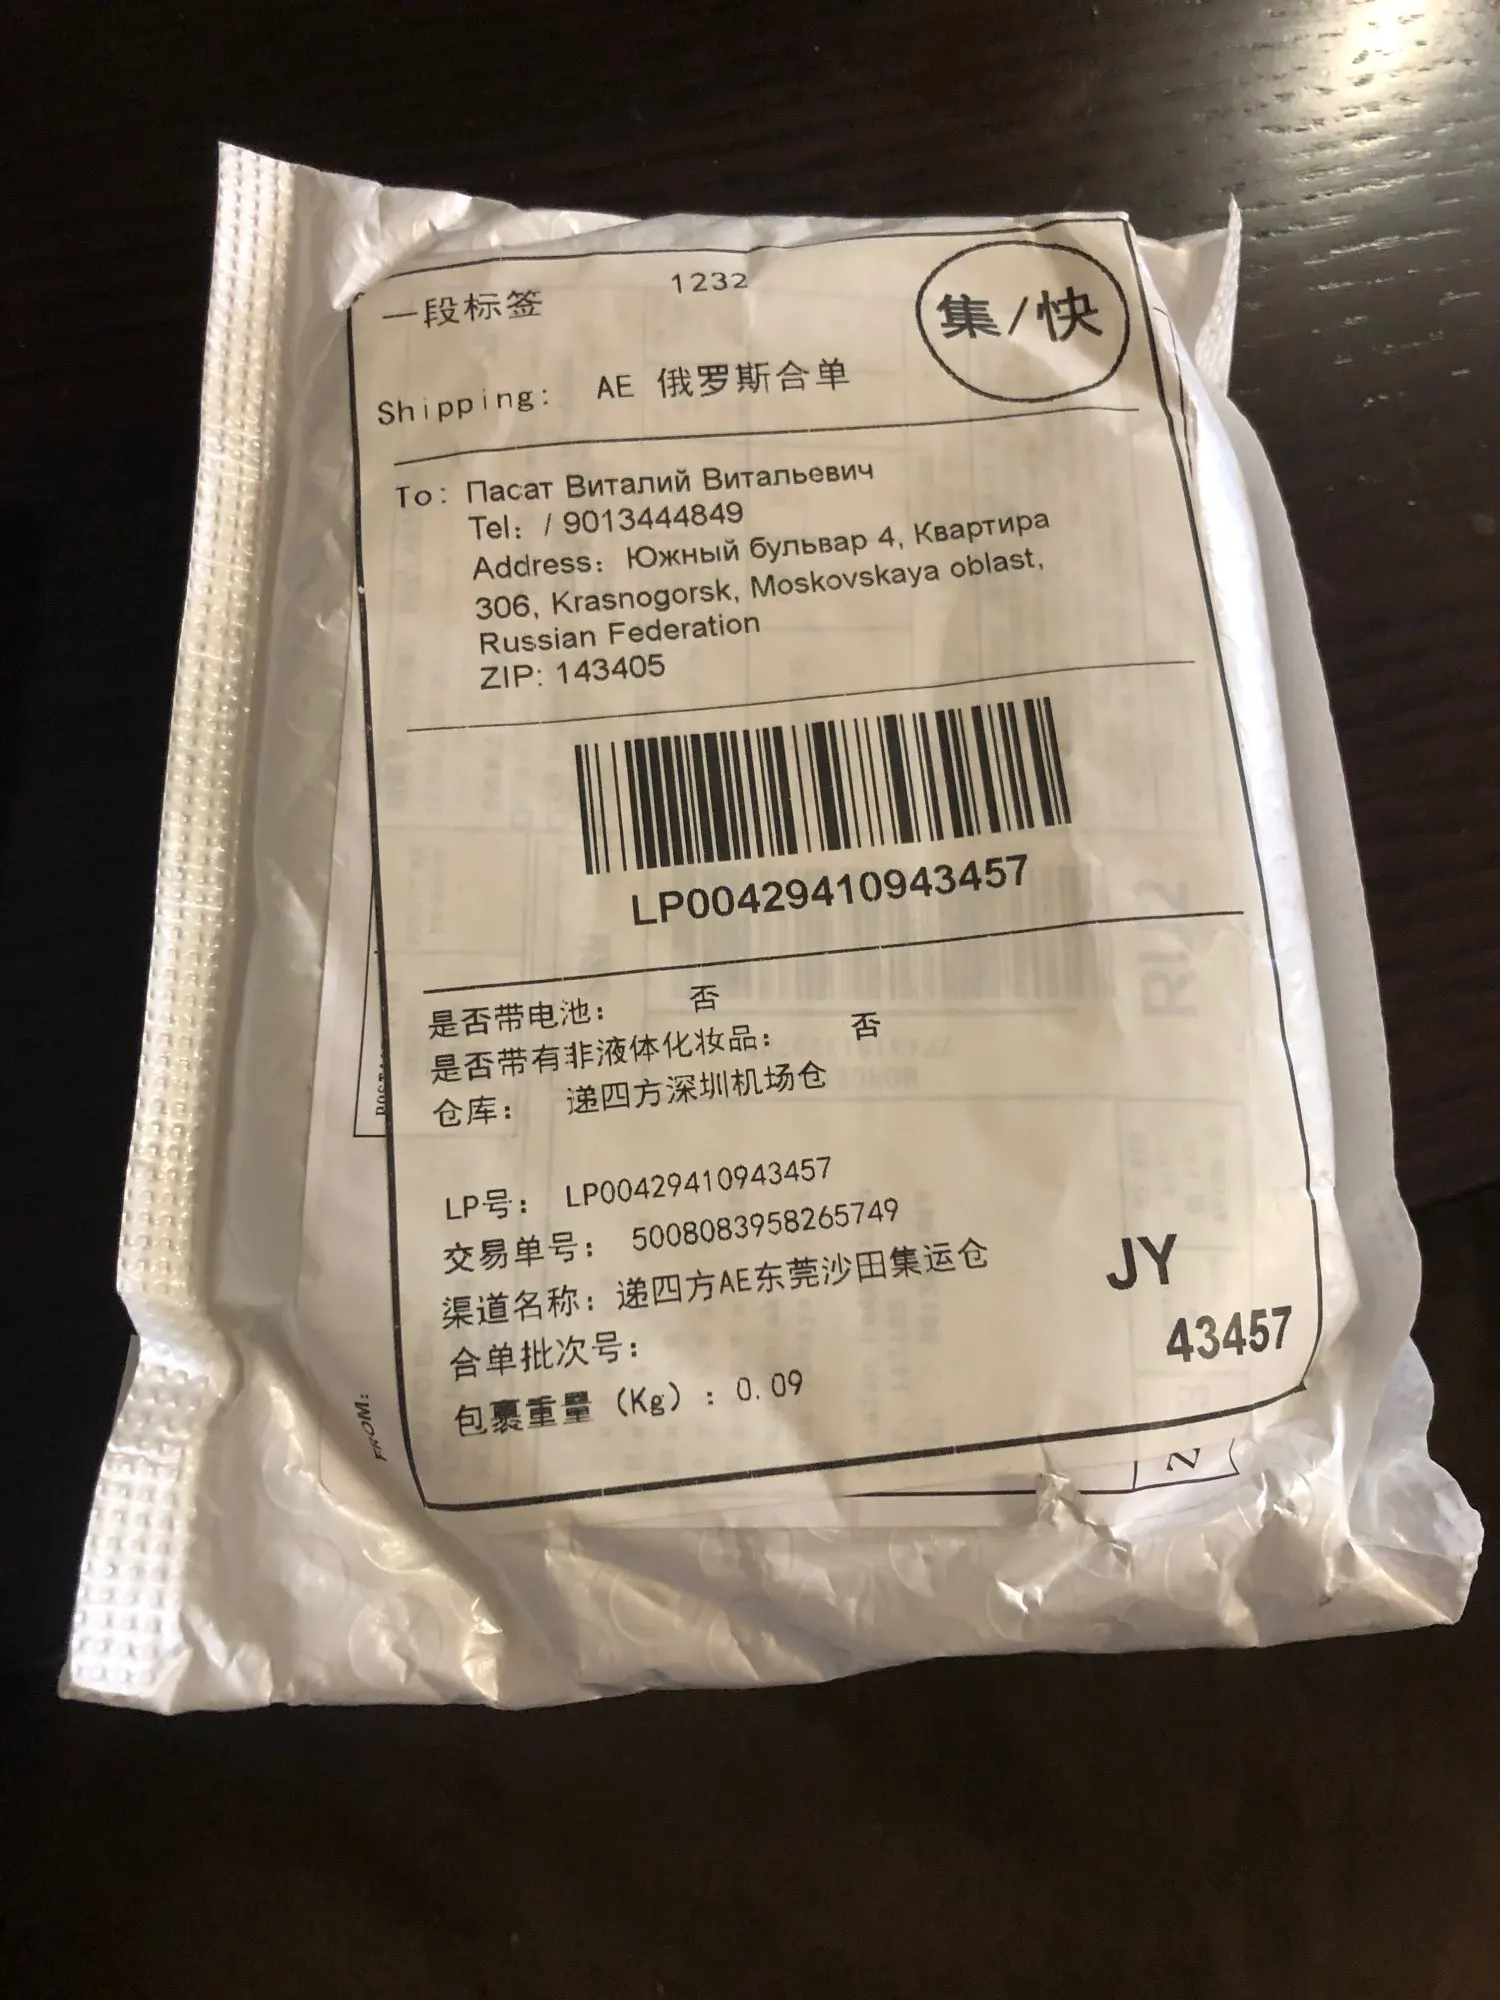 1232
一段标签
集/快
Shipping: AE 俄罗斯合单
To: Пасат Виталий Витальевич
Tel: / 9013444849
Address: Южный бульвар 4, Квартира
306, Krasnogorsk, Moskovskaya oblast,
Russian Federation
ZIP: 143405
LP00429410943457
是否带电池: 否
是否带有非液体化妆品: 否
仓库: 递四方深圳机场仓
LP号: LP00429410943457
交易单号: 5008083958265749
渠道名称: 递四方AE东莞沙田集运仓
JY
合单批次号:
43457
包裹重量 (Kg) : 0.09
FROM: